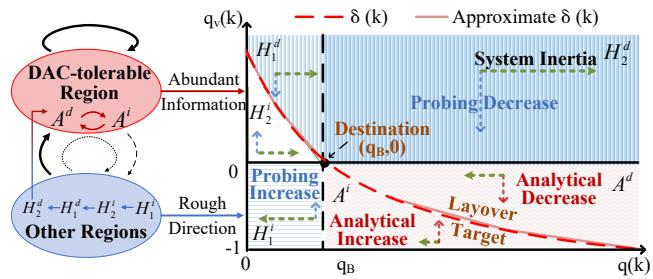 q_v(k)
δ (k)
Approximate δ (k)
DAC-tolerable
Region
A^d
A^i
Abundant
Information
H_2^d
H_1^d
H_2^i
H_1^i
Other Regions
Rough
Direction
H_1^d
H_2^i
System Inertia
H_2^d
Probing Decrease
Destination
(q_B,0)
0
Probing
Increase
H_1^i
A^i
Analytical
Increase
Layover
Target
Analytical
Decrease
A^d
-1
0
q_B
q(k)